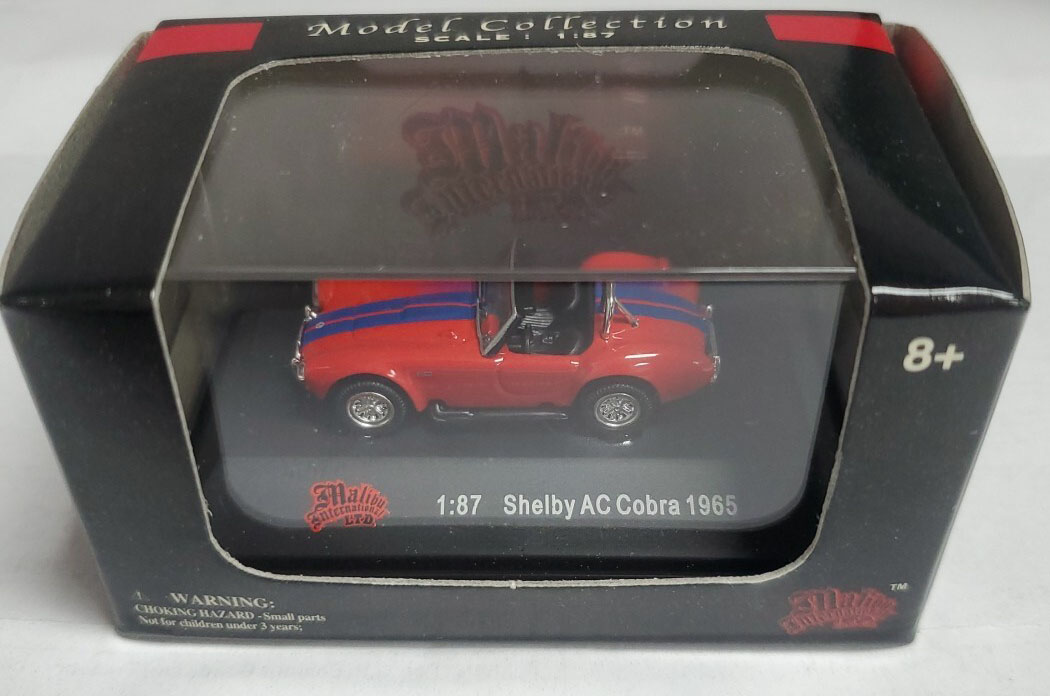 Model Collection
SCALE : 1:87
Malibu
International
LTD.
TM
8+
Malibu
International
LTD.
1:87 Shelby AC Cobra 1965
WARNING:
CHOKING HAZARD - Small parts
Not for children under 3 years;
TM
Malibu
International